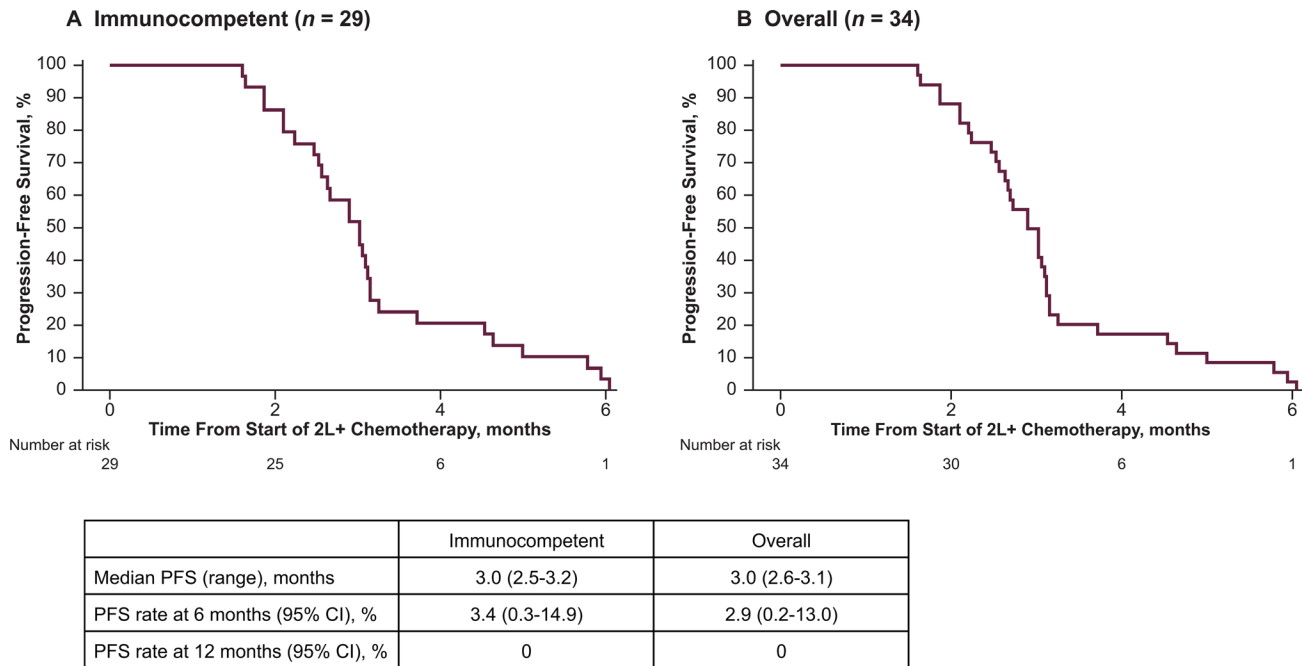 A Immunocompetent (n = 29)
Progression-Free Survival, %
100
90
80
70
60
50
40
30
20
10
0
0 2 4 6
Time From Start of 2L+ Chemotherapy, months
Number at risk
29 25 6 1
B Overall (n = 34)
Progression-Free Survival, %
100
90
80
70
60
50
40
30
20
10
0
0 2 4 6
Time From Start of 2L+ Chemotherapy, months
Number at risk
34 30 6 1
Immunocompetent Overall
Median PFS (range), months 3.0 (2.5-3.2) 3.0 (2.6-3.1)
PFS rate at 6 months (95% CI), % 3.4 (0.3-14.9) 2.9 (0.2-13.0)
PFS rate at 12 months (95% CI), % 0 0